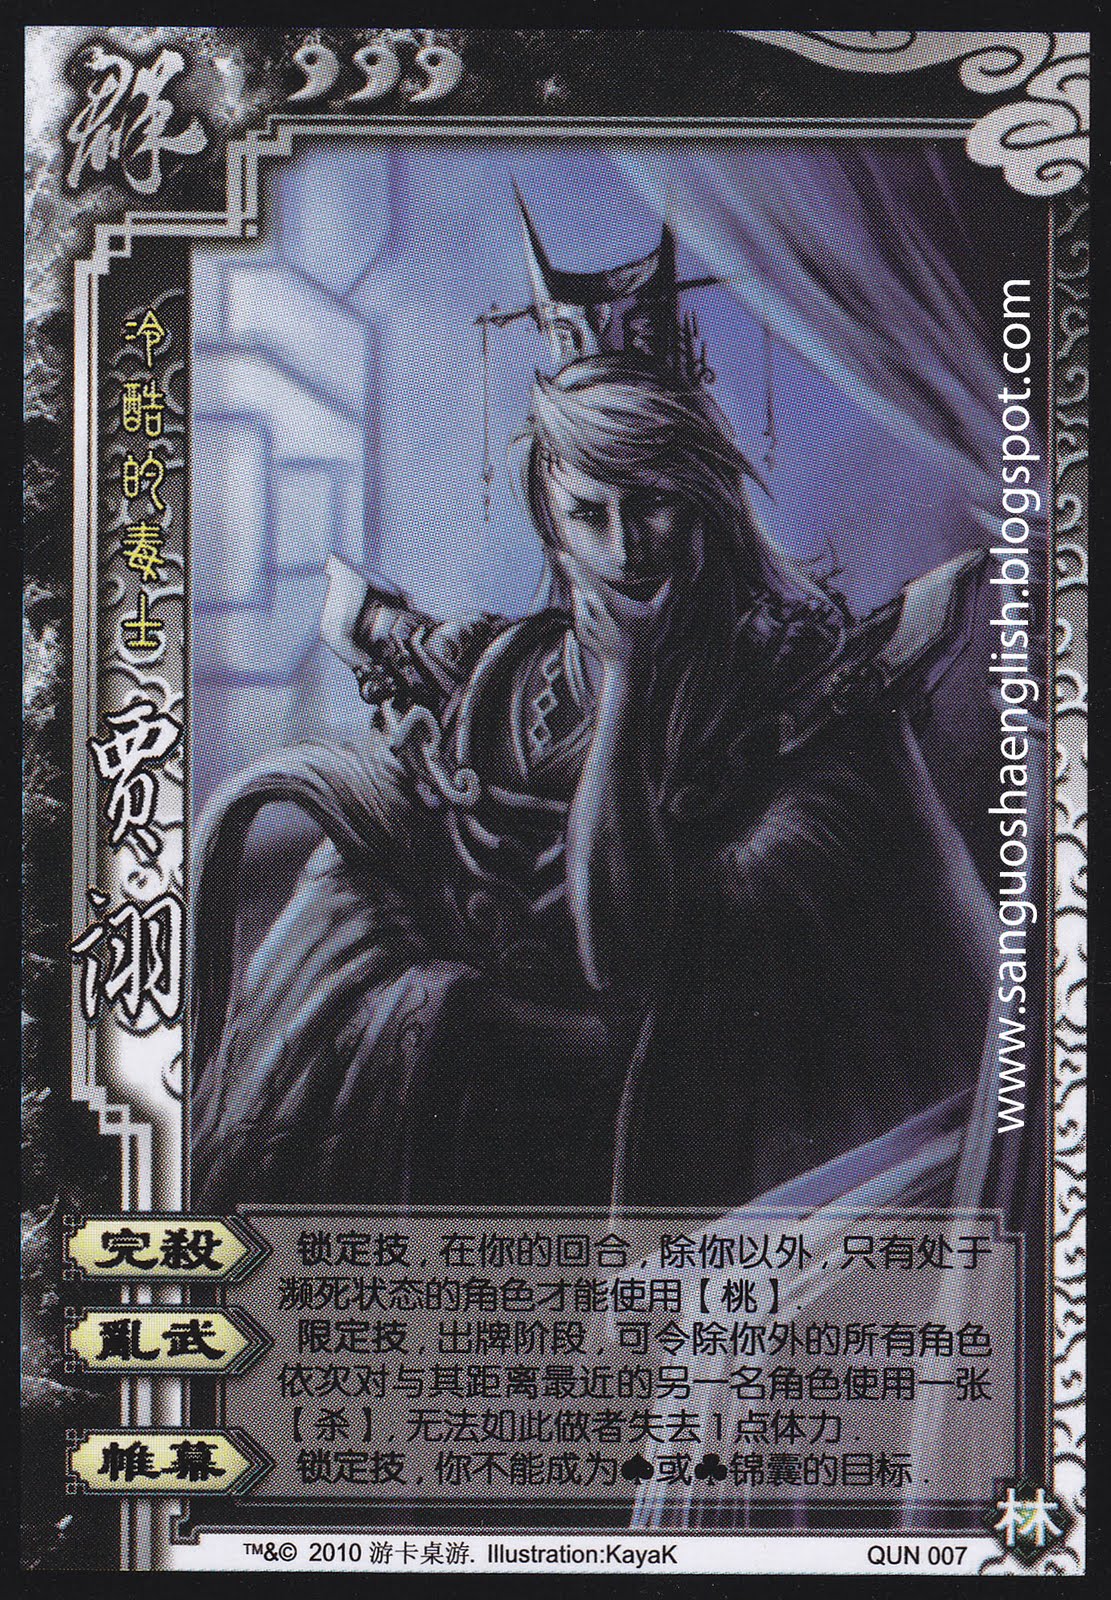 群
冷酷的毒士
贾诩
www.sanguoshaenglish.blogspot.com
完殺
锁定技,在你的回合,除你以外,只有处于
濒死状态的角色才能使用【桃】.
亂武
限定技,出牌阶段,可令除你外的所有角色
依次对与其距离最近的另一名角色使用一张
【杀】,无法如此做者失去1点体力.
帷幕
锁定技,你不能成为♠或♣锦囊的目标.
林
™&© 2010 游卡桌游. Illustration:KayaK
QUN 007